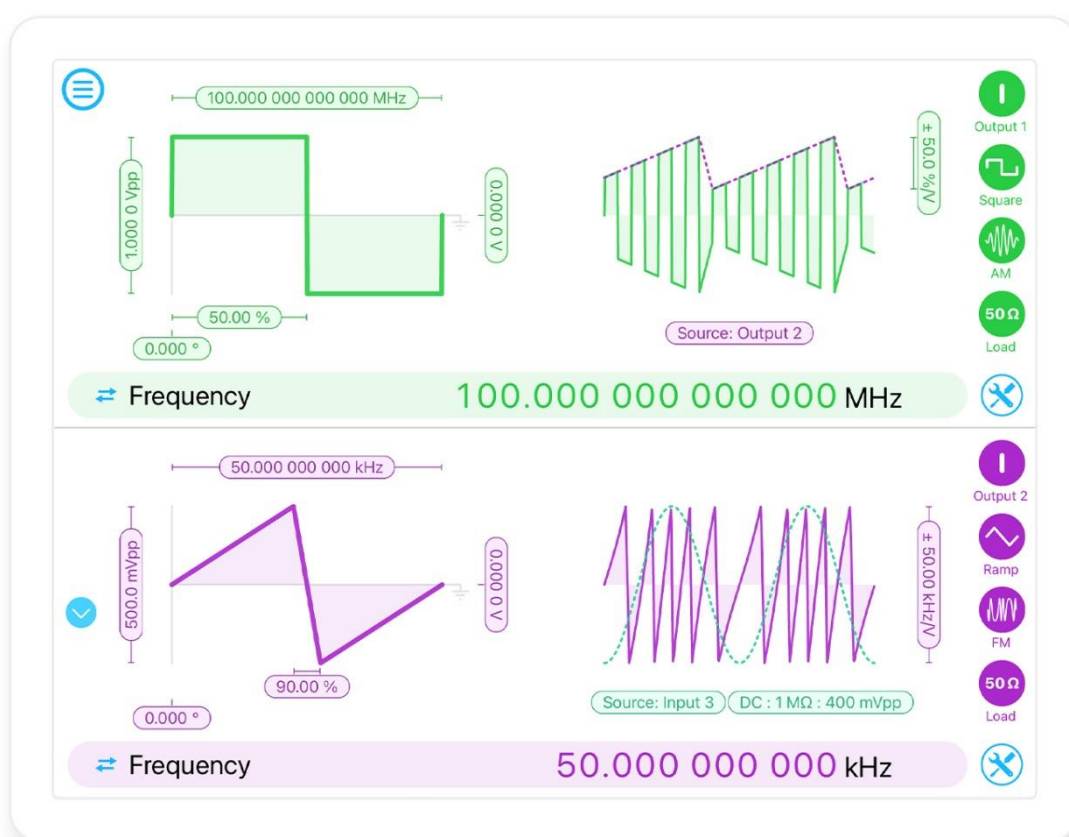 100.000 000 000 000 MHz
1.000 0 Vpp
0.000 0 V
50.00 %
0.000 °
± 50.0 %/V
Source: Output 2
Output 1
Square
AM
50 Ω
Load
Frequency
100.000 000 000 000 MHz
50.000 000 000 kHz
500.0 mVpp
0.000 0 V
90.00 %
0.000 °
± 50.00 kHz/V
Source: Input 3
DC : 1 MΩ : 400 mVpp
Output 2
Ramp
FM
50 Ω
Load
Frequency
50.000 000 000 kHz